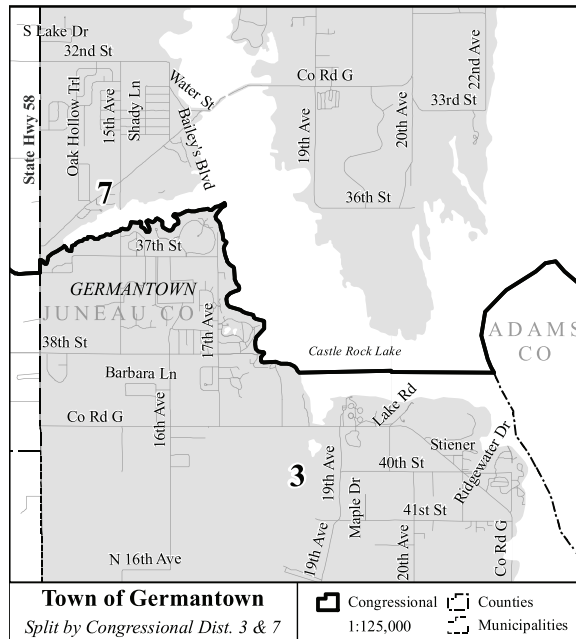 S Lake Dr
32nd St
Water St
Co Rd G
22nd Ave
State Hwy 58
Oak Hollow Trl
15th Ave
Shady Ln
Bailey's Blvd
19th Ave
20th Ave
33rd St
7
36th St
37th St
GERMANTOWN
JUNEAU CO
17th Ave
38th St
Castle Rock Lake
ADAMS
CO
Barbara Ln
16th Ave
Co Rd G
Lake Rd
Stiener
Ridgewater Dr
3
19th Ave
40th St
Maple Dr
41st St
N 16th Ave
19th Ave
20th Ave
Co Rd G
Town of Germantown
Split by Congressional Dist. 3 & 7
Congressional
Counties
1:125,000
Municipalities